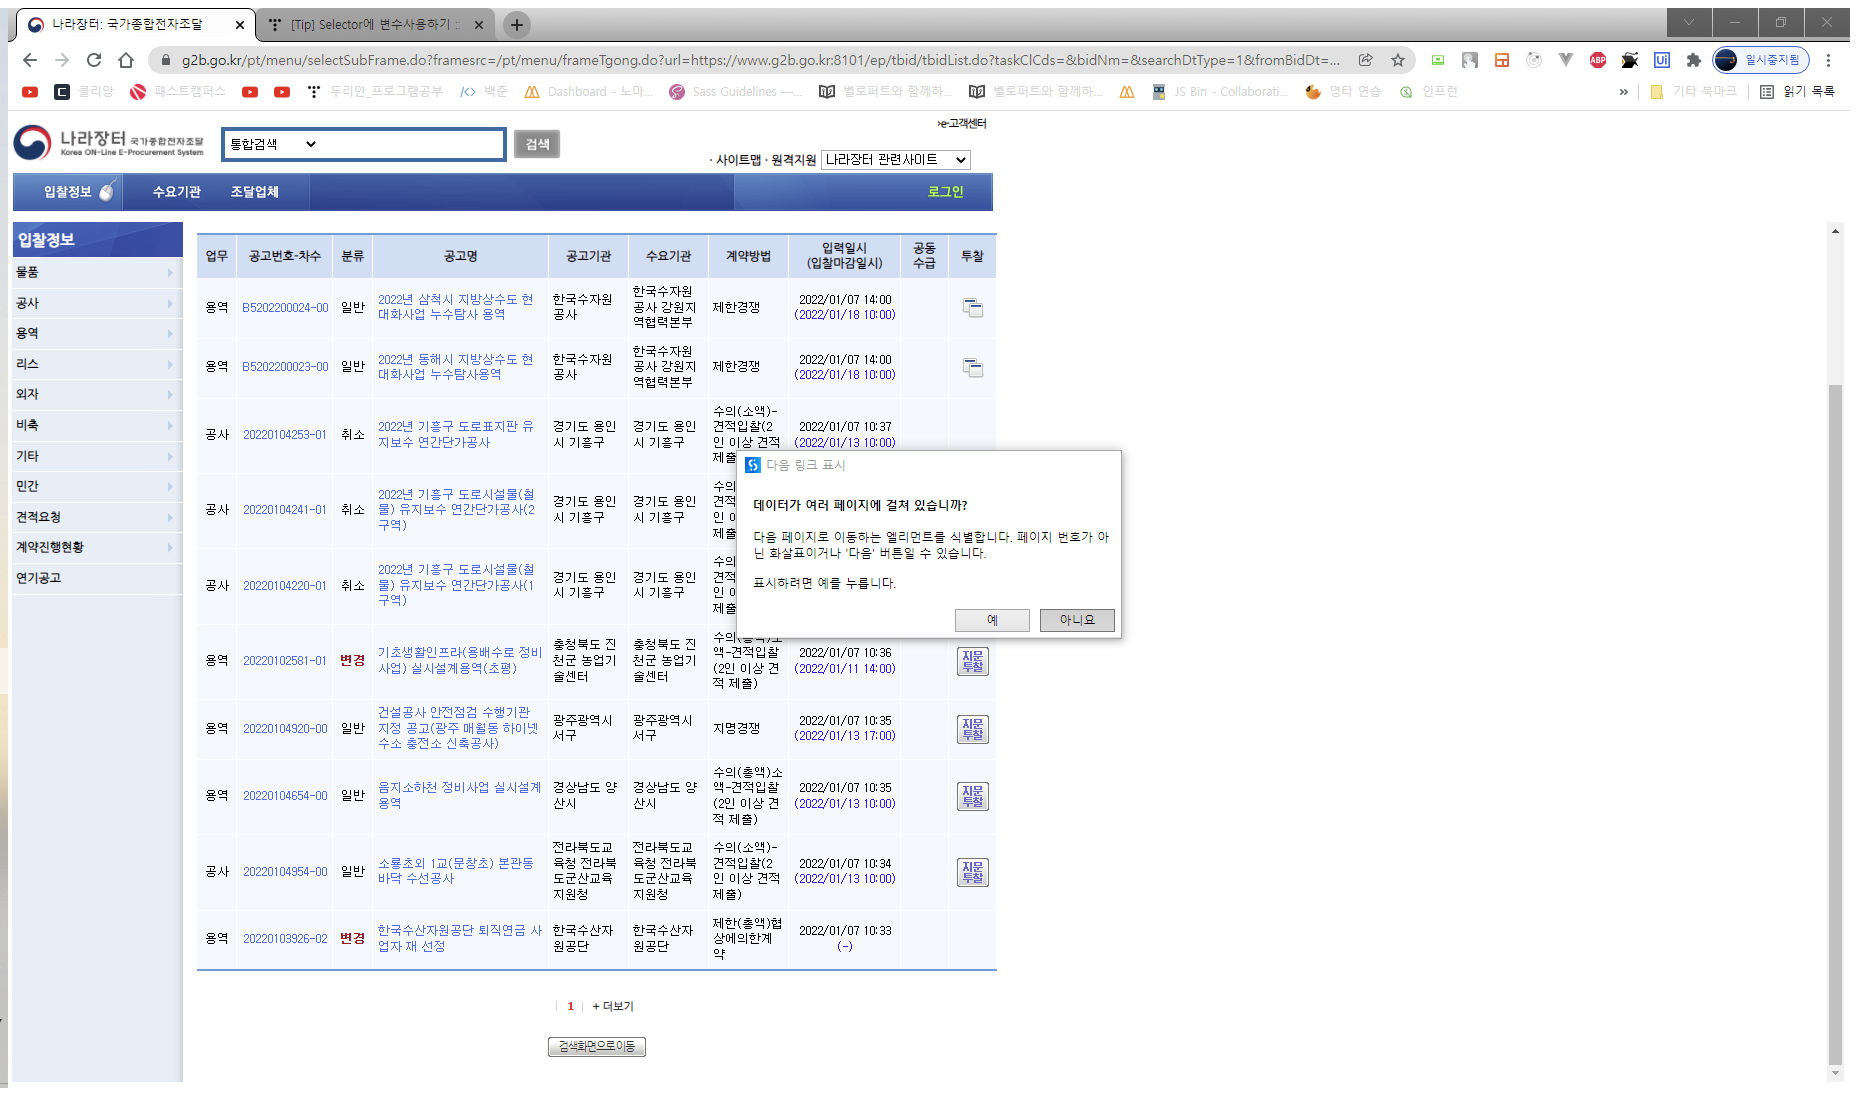 나라장터: 국가종합전자조달
[Tip] Selector에 변수사용하기 :
g2b.go.kr/pt/menu/selectSubFrame.do?framesrc=/pt/menu/frameTgong.do?url=https://www.g2b.go.kr:8101/ep/tbid/tbidList.do?taskClCds=&bidNm=&searchDtType=1&fromBidDt=...
일시중지됨
클리앙
패스트캠퍼스
두리안_프로그램공부
백준
Dashboard - 노마...
Sass Guidelines —...
벨로퍼트와 함께하...
벨로퍼트와 함께하...
JS Bin - Collaborati...
영타 연습
인프런
»
기타 북마크
읽기 목록
나라장터 국가종합전자조달
Korea ON-Line E-Procurement System
통합검색
검색
›e-고객센터
· 사이트맵 · 원격지원
나라장터 관련사이트
입찰정보
수요기관
조달업체
로그인
입찰정보
물품
공사
용역
리스
외자
비축
기타
민간
견적요청
계약진행현황
연기공고
업무 공고번호-차수 분류 공고명 공고기관 수요기관 계약방법 입력일시 공동 투찰
(입찰마감일시) 수급
용역 B5202200024-00 일반
2022년 삼척시 지방상수도 현
대화사업 누수탐사 용역
한국수자원
공사
한국수자원
공사 강원지
역협력본부
제한경쟁
2022/01/07 14:00
(2022/01/18 10:00)
용역 B5202200023-00 일반
2022년 동해시 지방상수도 현
대화사업 누수탐사용역
한국수자원
공사
한국수자원
공사 강원지
역협력본부
제한경쟁
2022/01/07 14:00
(2022/01/18 10:00)
공사 20220104253-01 취소
2022년 기흥구 도로표지판 유
지보수 연간단가공사
경기도 용인
시 기흥구
경기도 용인
시 기흥구
수의(소액)-
견적입찰(2
인 이상 견적
제출
2022/01/07 10:37
(2022/01/13 10:00)
공사 20220104241-01 취소
2022년 기흥구 도로시설물(철
물) 유지보수 연간단가공사(2
구역)
경기도 용인
시 기흥구
경기도 용인
시 기흥구
수의
견적
인 0
제출
공사 20220104220-01 취소
2022년 기흥구 도로시설물(철
물) 유지보수 연간단가공사(1
구역)
경기도 용인
시 기흥구
경기도 용인
시 기흥구
수의
견적
인 0
제출
용역 20220102581-01 변경
기초생활인프라(용배수로 정비
사업) 실시설계용역(초평)
충청북도 진
천군 농업기
술센터
충청북도 진
천군 농업기
술센터
수의(총액)소
액-견적입찰
(2인 이상 견
적 제출)
2022/01/07 10:36
(2022/01/11 14:00)
지문
투찰
용역 20220104920-00 일반
건설공사 안전점검 수행기관
지정 공고(광주 매월동 하이넷
수소 충전소 신축공사)
광주광역시
서구
광주광역시
서구
지명경쟁
2022/01/07 10:35
(2022/01/13 17:00)
지문
투찰
용역 20220104654-00 일반
음지소하천 정비사업 실시설계
용역
경상남도 양
산시
경상남도 양
산시
수의(총액)소
액-견적입찰
(2인 이상 견
적 제출)
2022/01/07 10:35
(2022/01/13 10:00)
지문
투찰
공사 20220104954-00 일반
소룡초외 1교(문창초) 본관동
바닥 수선공사
전라북도교
육청 전라북
도군산교육
지원청
전라북도교
육청 전라북
도군산교육
지원청
수의(소액)-
견적입찰(2
인 이상 견적
제출)
2022/01/07 10:34
(2022/01/13 10:00)
지문
투찰
용역 20220103926-02 변경
한국수산자원공단 퇴직연금 사
업자 재 선정
한국수산자
원공단
한국수산자
원공단
제한(총액)협
상에의한계
약
2022/01/07 10:33
(-)
1 + 더보기
검색화면으로이동
다음 링크 표시
데이터가 여러 페이지에 걸쳐 있습니까?
다음 페이지로 이동하는 엘리먼트를 식별합니다. 페이지 번호가 아
닌 화살표이거나 '다음' 버튼일 수 있습니다.
표시하려면 예를 누릅니다.
예
아니요